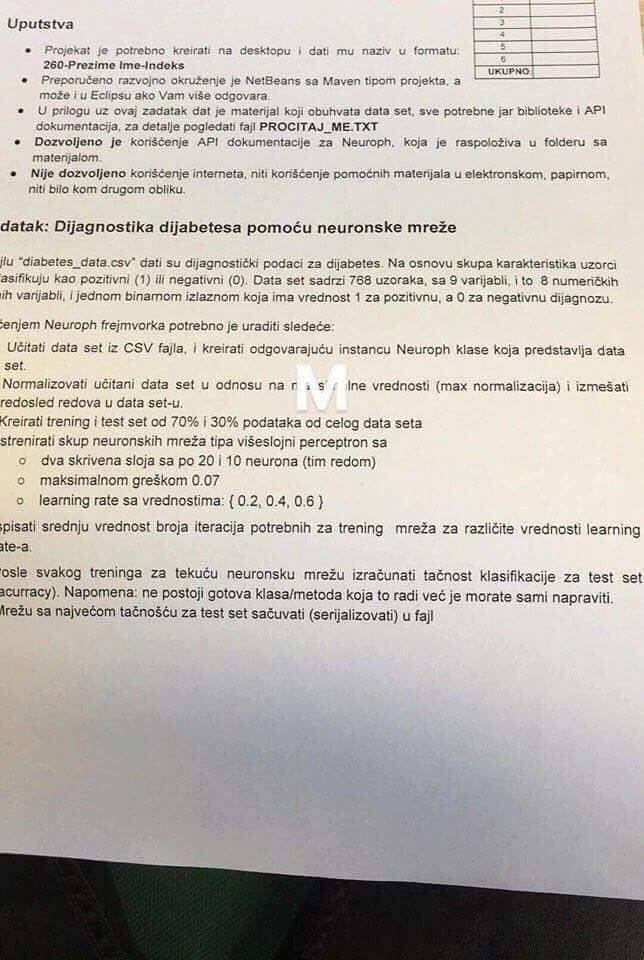 2
3
4
5
6
UKUPNO:
Uputstva
• Projekat je potrebno kreirati na desktopu i dati mu naziv u formatu:
260-Prezime Ime-Indeks
• Preporučeno razvojno okruženje je NetBeans sa Maven tipom projekta, a
može i u Eclipsu ako Vam više odgovara.
• U prilogu uz ovaj zadatak dat je materijal koji obuhvata data set, sve potrebne jar biblioteke i API
dokumentacija, za detalje pogledati fajl PROCITAJ_ME.TXT
• Dozvoljeno je korišćenje API dokumentacije za Neuroph, koja je raspoloživa u folderu sa
materijalom.
• Nije dozvoljeno korišćenje interneta, niti korišćenje pomoćnih materijala u elektronskom, papirnom,
niti bilo kom drugom obliku.
datak: Dijagnostika dijabetesa pomoću neuronske mreže
jlu "diabetes_data.csv" dati su dijagnostički podaci za dijabetes. Na osnovu skupa karakteristika uzorci
asifikuju kao pozitivni (1) ili negativni (0). Data set sadrzi 768 uzoraka, sa 9 varijabli, i to 8 numeričkih
nih varijabli, i jednom binarnom izlaznom koja ima vrednost 1 za pozitivnu, a 0 za negativnu dijagnozu.
ćenjem Neuroph frejmvorka potrebno je uraditi sledeće:
Učitati data set iz CSV fajla, i kreirati odgovarajuću instancu Neuroph klase koja predstavlja data
set.
Normalizovati učitani data set u odnosu na vrednosti (max normalizacija) i izmešati
redosled redova u data set-u.
M
Kreirati trening i test set od 70% i 30% podataka od celog data seta
strenirati skup neuronskih mreža tipa višeslojni perceptron sa
o dva skrivena sloja sa po 20 i 10 neurona (tim redom)
o maksimalnom greškom 0.07
o learning rate sa vrednostima: { 0.2, 0.4, 0.6 }
spisati srednju vrednost broja iteracija potrebnih za trening mreža za različite vrednosti learning
ate-a.
Posle svakog treninga za tekuću neuronsku mrežu izračunati tačnost klasifikacije za test set
acurracy). Napomena: ne postoji gotova klasa/metoda koja to radi već je morate sami napraviti.
Mrežu sa najvećom tačnošću za test set sačuvati (serijalizovati) u fajl